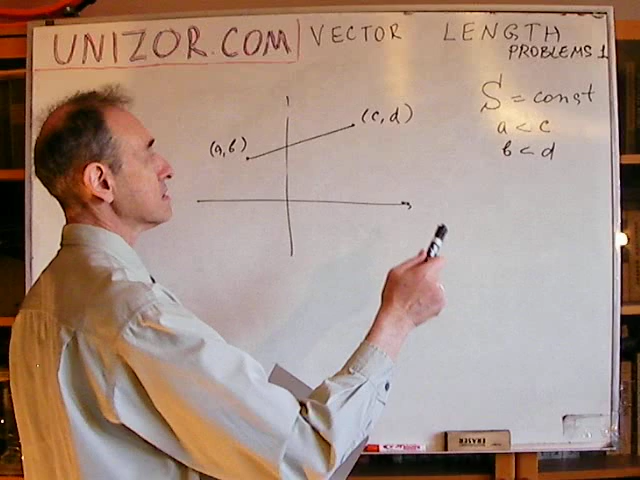 UNIZOR.COM VECTOR LENGTH
PROBLEMS 1
S = const
a < c
b < d
(c,d)
(a,b)
ERASER